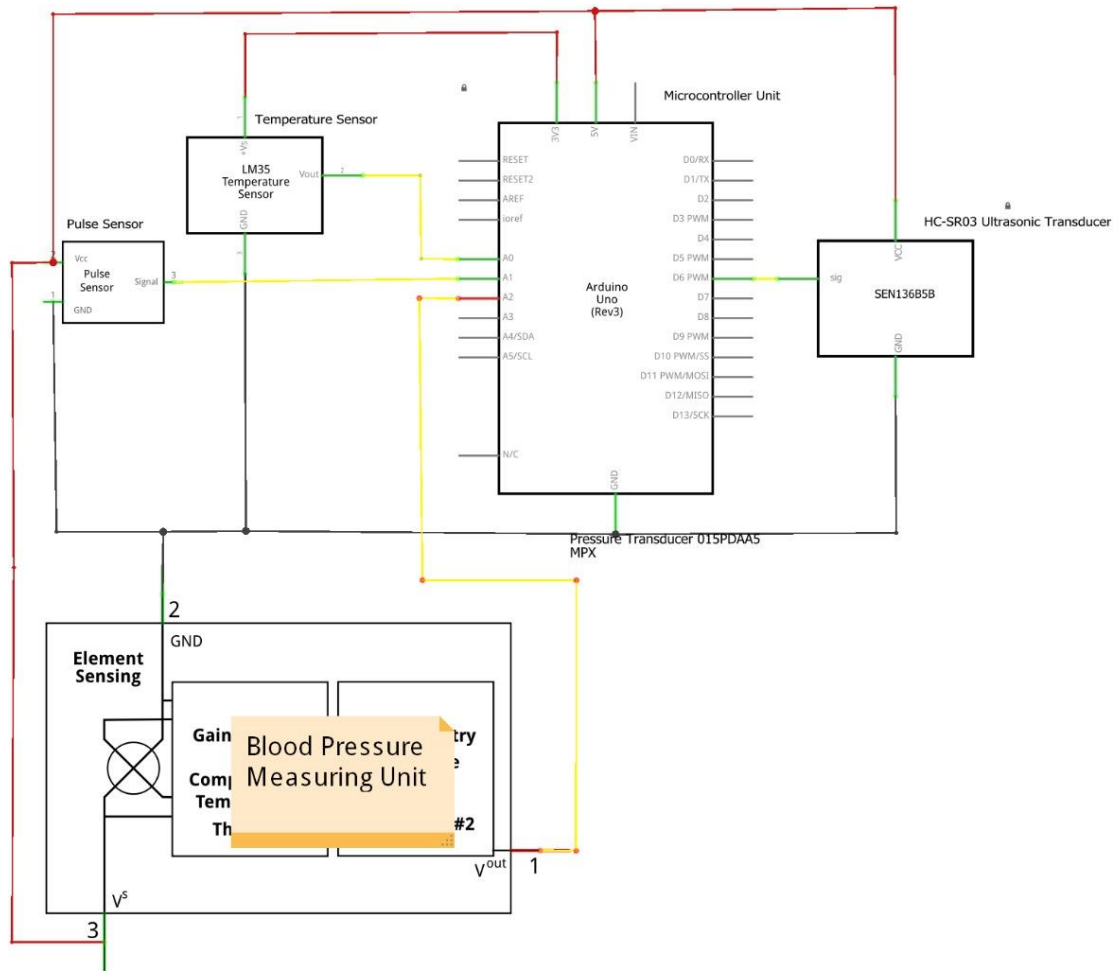 Microcontroller Unit
Temperature Sensor
LM35
Temperature
Sensor
+Vs
1
Vout
2
GND
3
Pulse Sensor
2
Vcc
Pulse
Sensor
Signal
3
1
GND
3V3
5V
VIN
RESET
RESET2
AREF
ioref
A0
A1
A2
A3
A4/SDA
A5/SCL
N/C
Arduino
Uno
(Rev3)
D0/RX
D1/TX
D2
D3 PWM
D4
D5 PWM
D6 PWM
D7
D8
D9 PWM
D10 PWM/SS
D11 PWM/MOSI
D12/MISO
D13/SCK
GND
HC-SR03 Ultrasonic Transducer
VCC
sig
SEN136B5B
GND
Pressure Transducer 015PDAA5
MPX
2
GND
Element
Sensing
Gain
Blood Pressure
Measuring Unit
#2
Vout
1
Vs
3